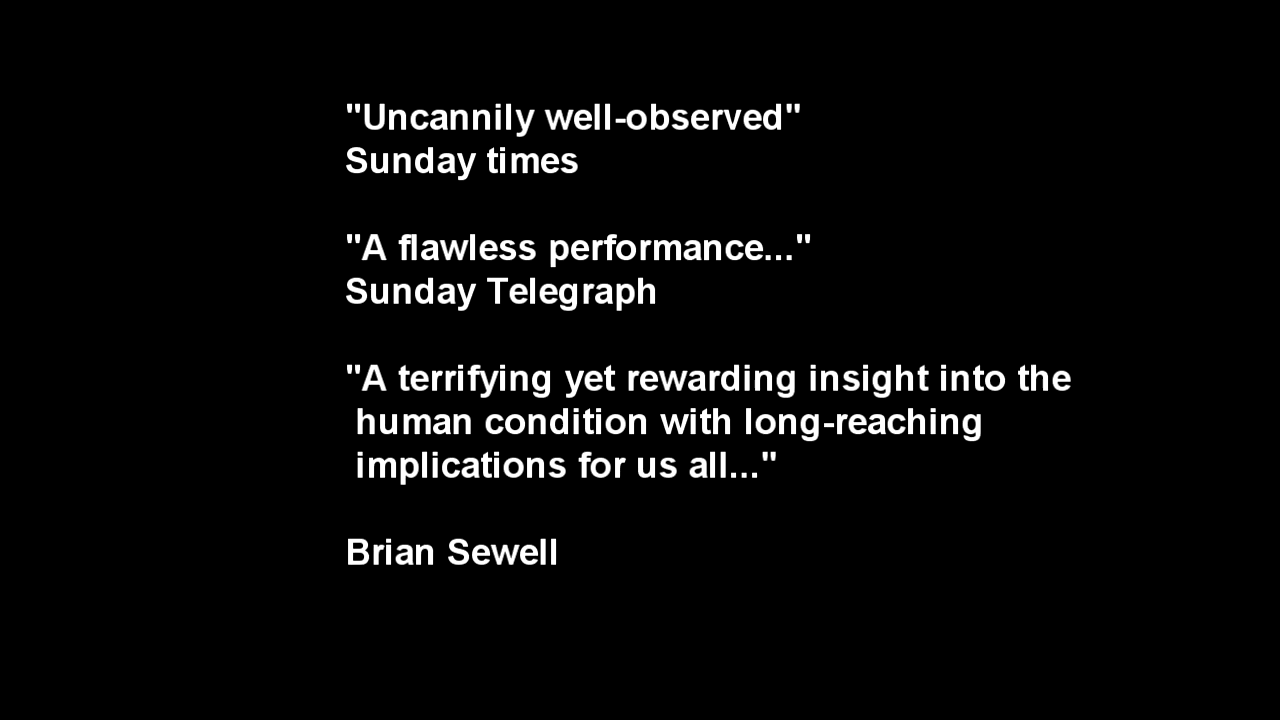 "Uncannily well-observed"
Sunday times
"A flawless performance..."
Sunday Telegraph
"A terrifying yet rewarding insight into the
human condition with long-reaching
implications for us all..."
Brian Sewell